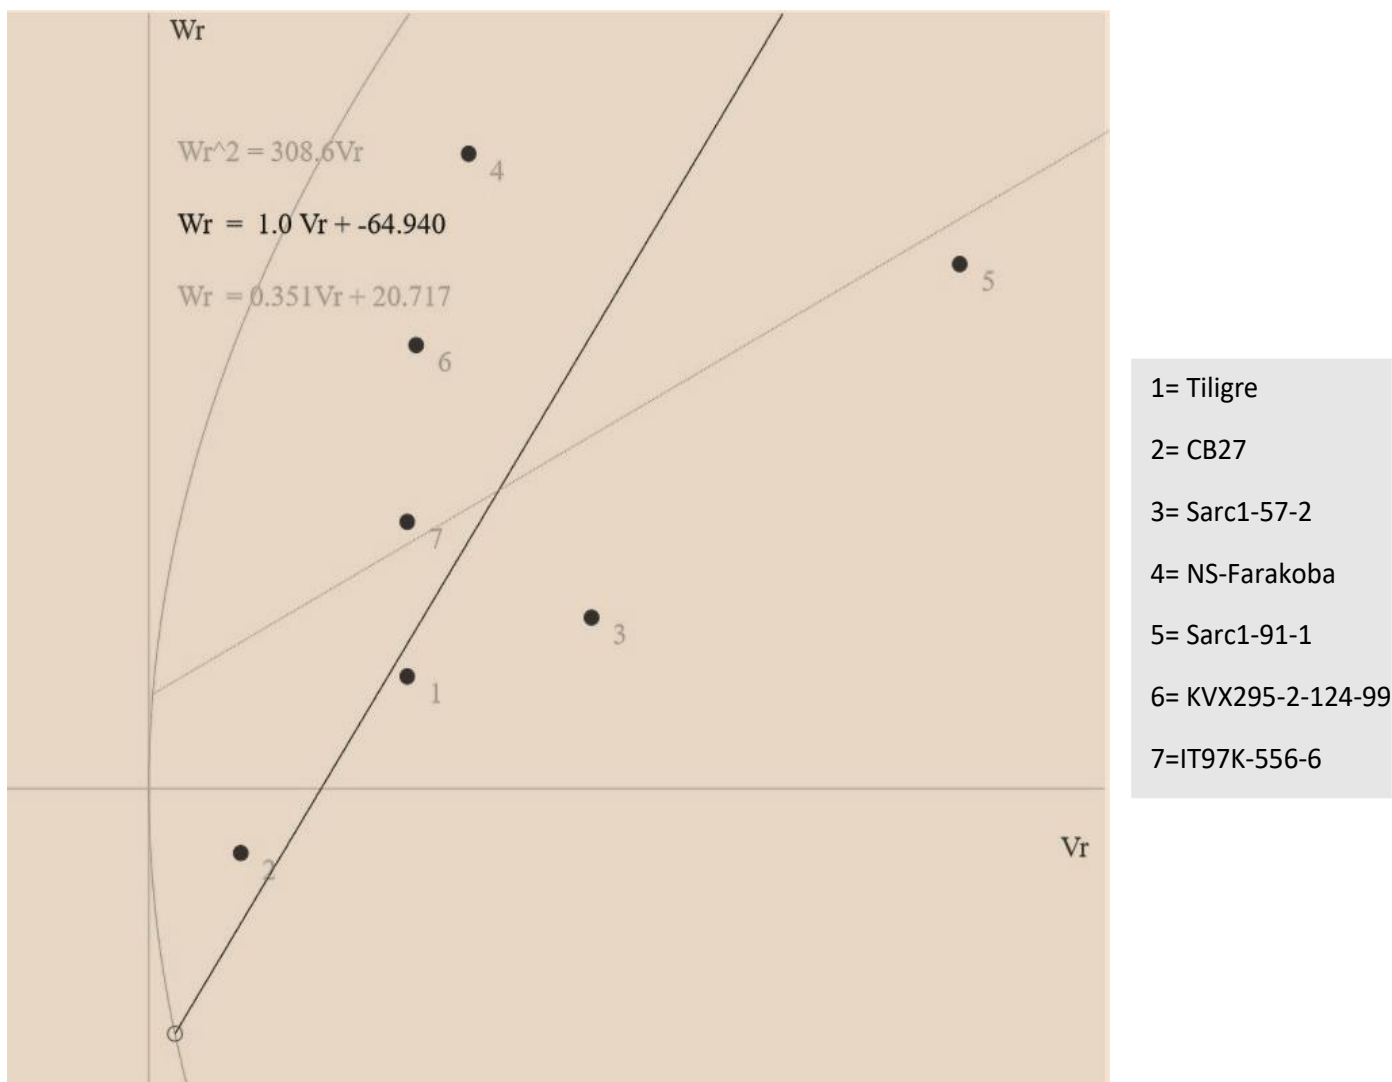 Wr
Wr^2 = 308.6Vr
4
Wr = 1.0 Vr + -64.940
5
Wr = 0.351Vr + 20.717
6
7
3
1
Vr
2
1= Tiligre
2= CB27
3= Sarc1-57-2
4= NS-Farakoba
5= Sarc1-91-1
6= KVX295-2-124-99
7=IT97K-556-6